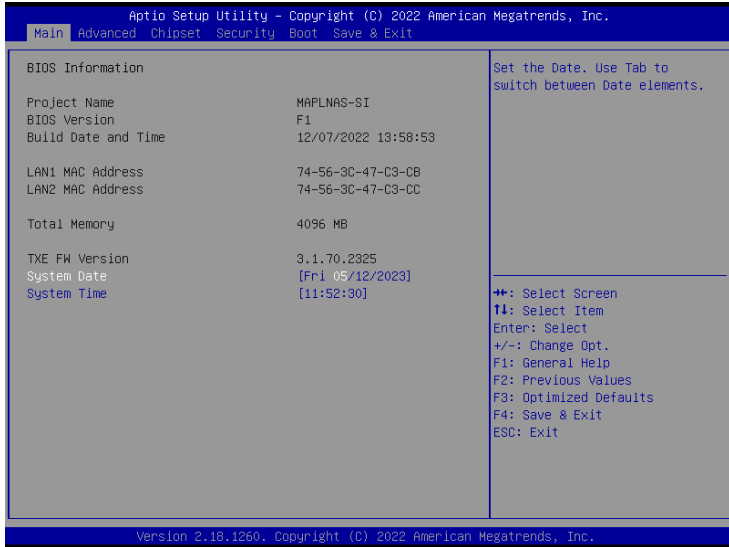 Aptio Setup Utility – Copyright (C) 2022 American Megatrends, Inc.
Main Advanced Chipset Security Boot Save & Exit
BIOS Information
Project Name MAPLNAS-SI
BIOS Version F1
Build Date and Time 12/07/2022 13:58:53
LAN1 MAC Address 74-56-3C-47-C3-CB
LAN2 MAC Address 74-56-3C-47-C3-CC
Total Memory 4096 MB
TXE FW Version 3.1.70.2325
System Date [Fri 05/12/2023]
System Time [11:52:30]
Set the Date. Use Tab to
switch between Date elements.
→←: Select Screen
↑↓: Select Item
Enter: Select
+/-: Change Opt.
F1: General Help
F2: Previous Values
F3: Optimized Defaults
F4: Save & Exit
ESC: Exit
Version 2.18.1260. Copyright (C) 2022 American Megatrends, Inc.